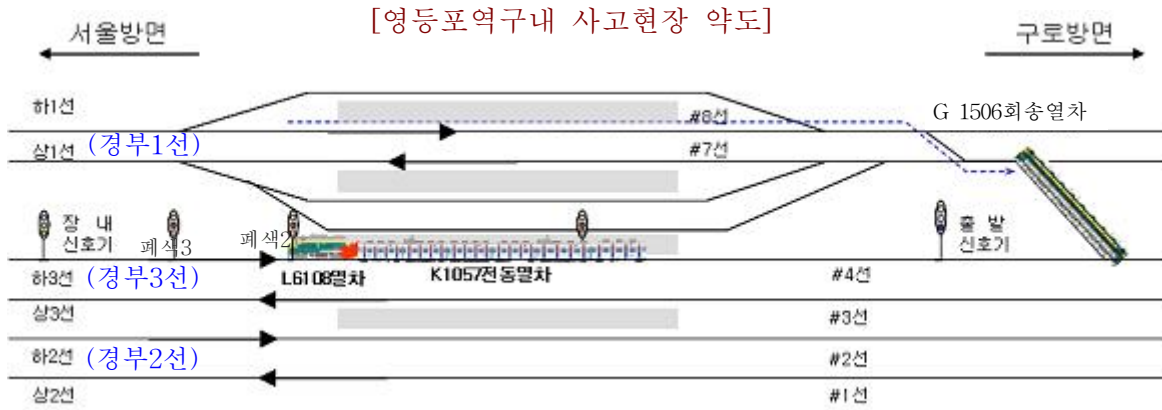 [영등포역구내 사고현장 약도]
서울방면
구로방면
하1선
#8선
G 1506회송열차
상1선 (경부1선)
#7선
장 내
신호기
폐색3
폐색2
출 발
신호기
하3선 (경부3선)
L6108열차
K1057전동열차
#4선
상3선
#3선
하2선 (경부2선)
#2선
상2선
#1선